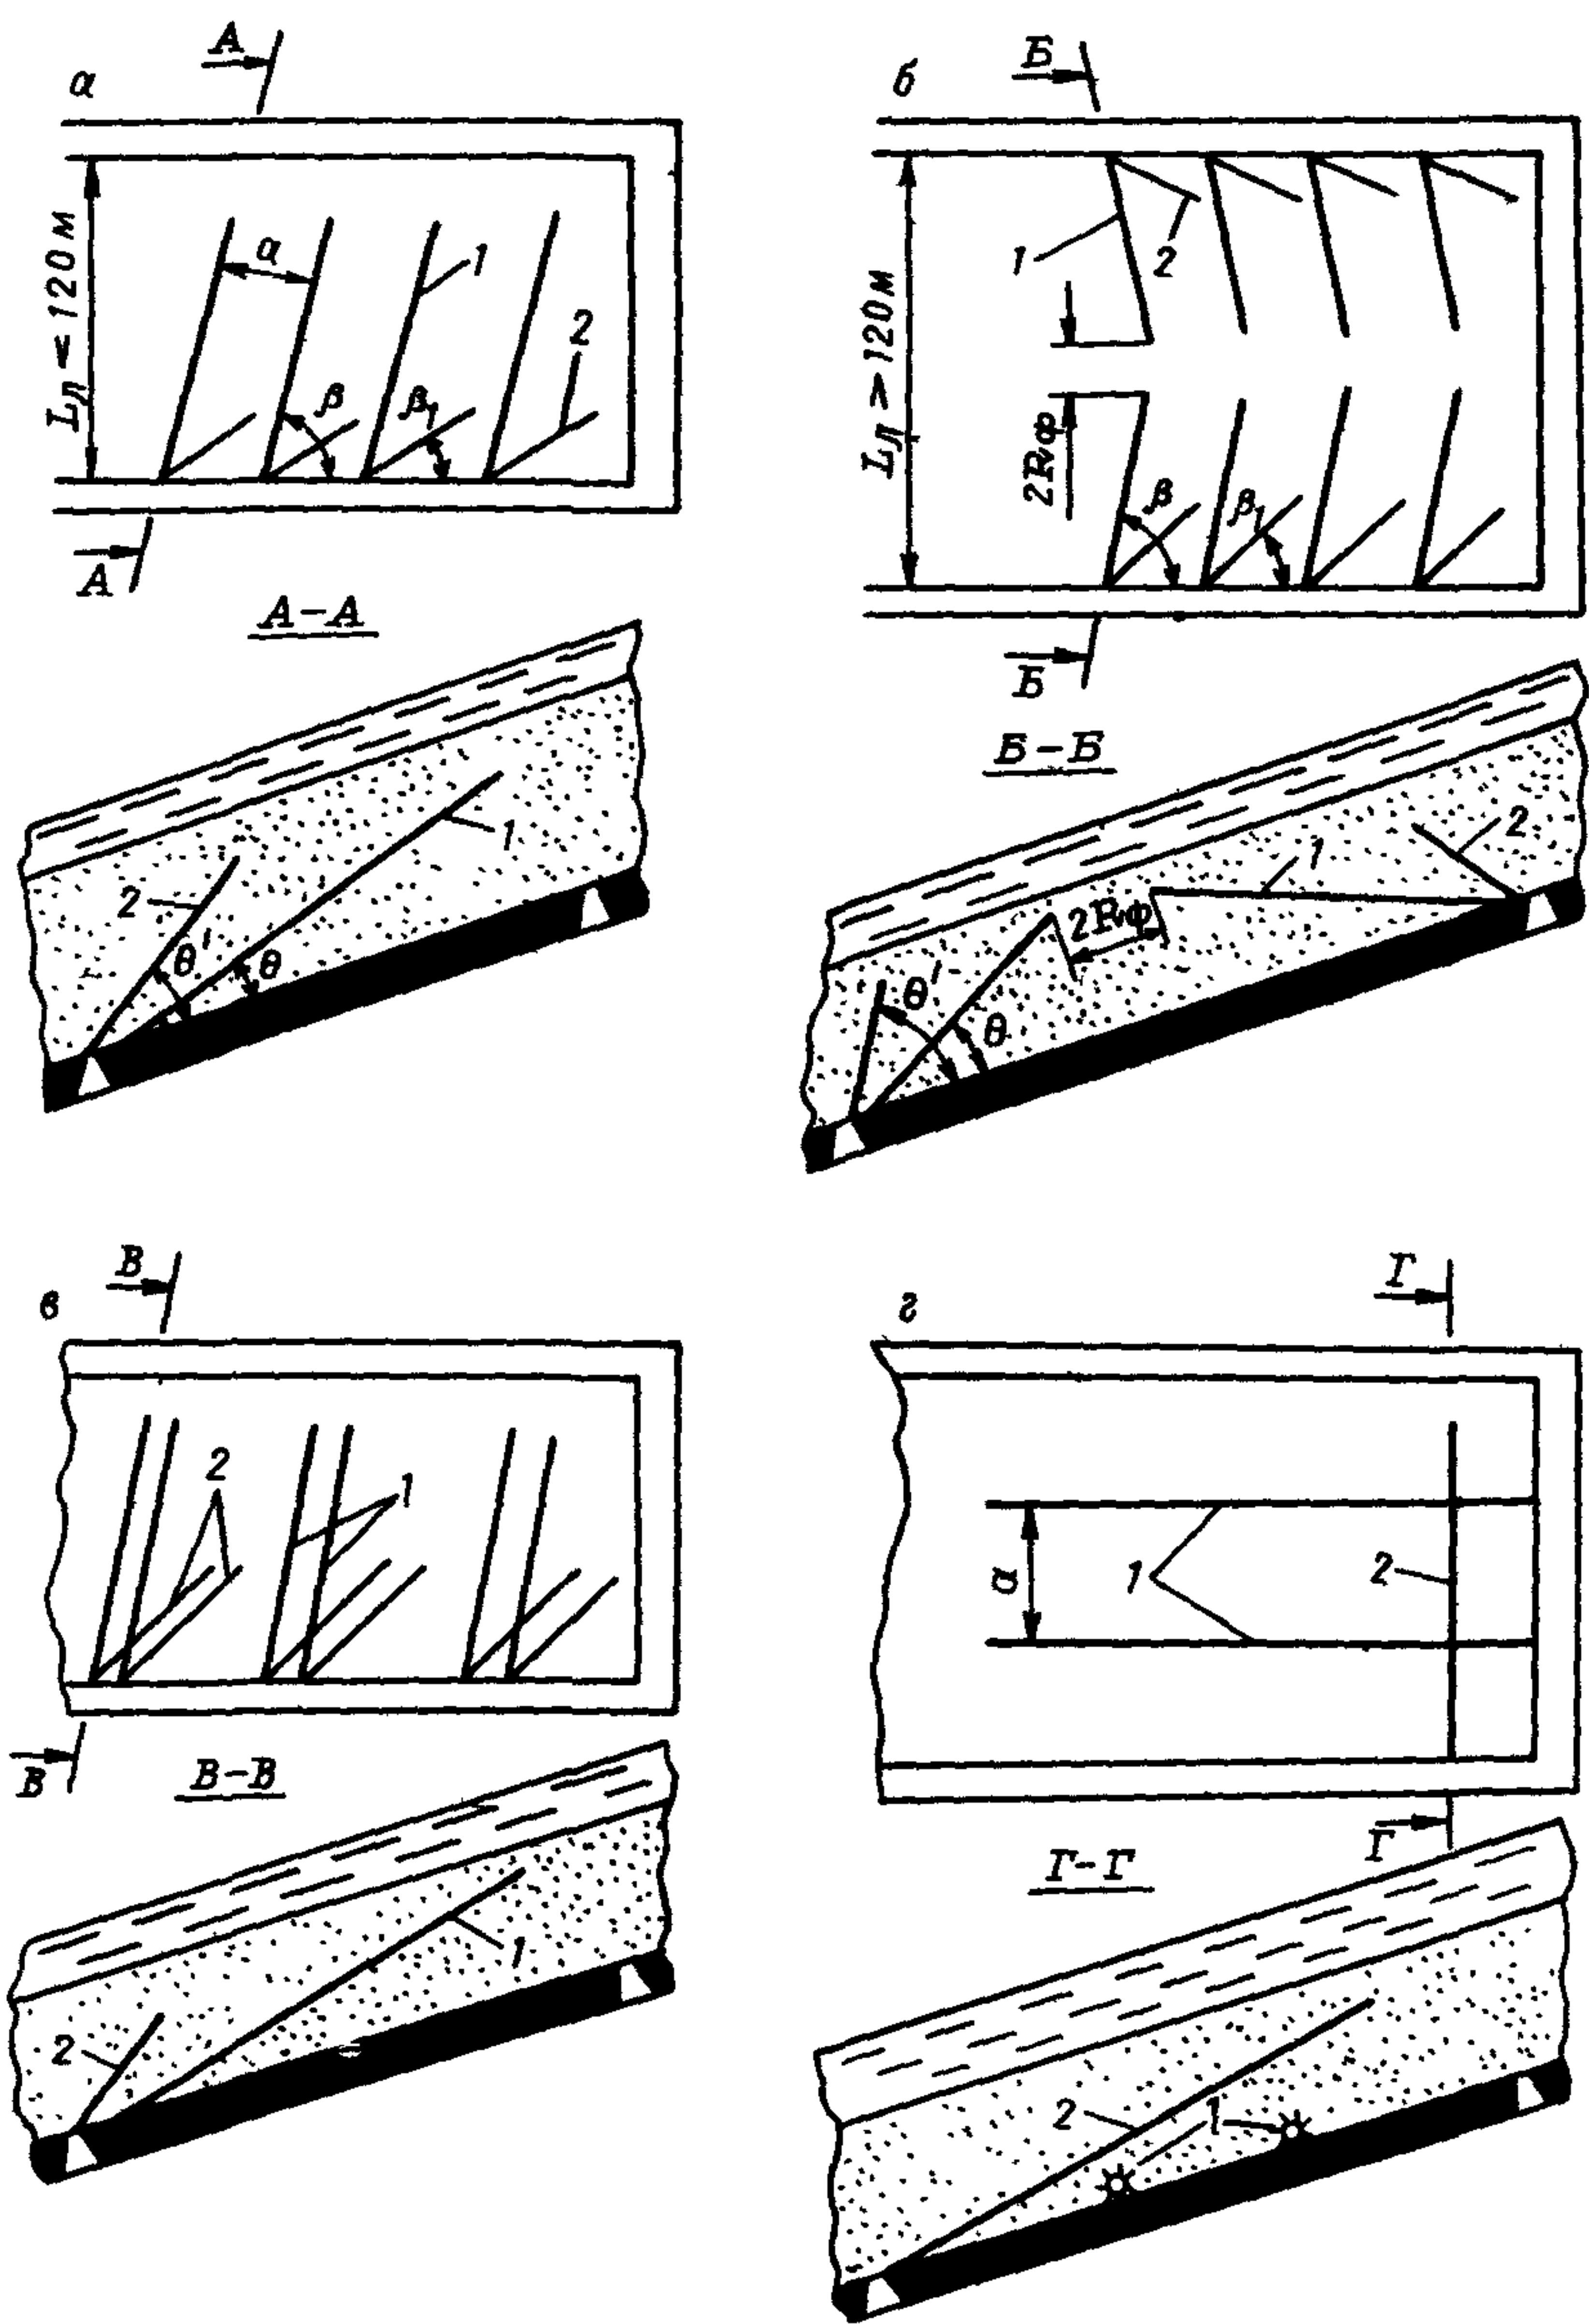 а
А
Lл < 120 м
а
1
2
β
β₁
А
А-А
2
1
θ'
θ
б
Б
Lл > 120 м
1
2
2Rф
β
β₁
Б
Б-Б
1
2
2Rф
θ'
θ
в
В
2
1
В
В-В
1
2
г
Г
а
1
2
Г
Г-Г
2
1